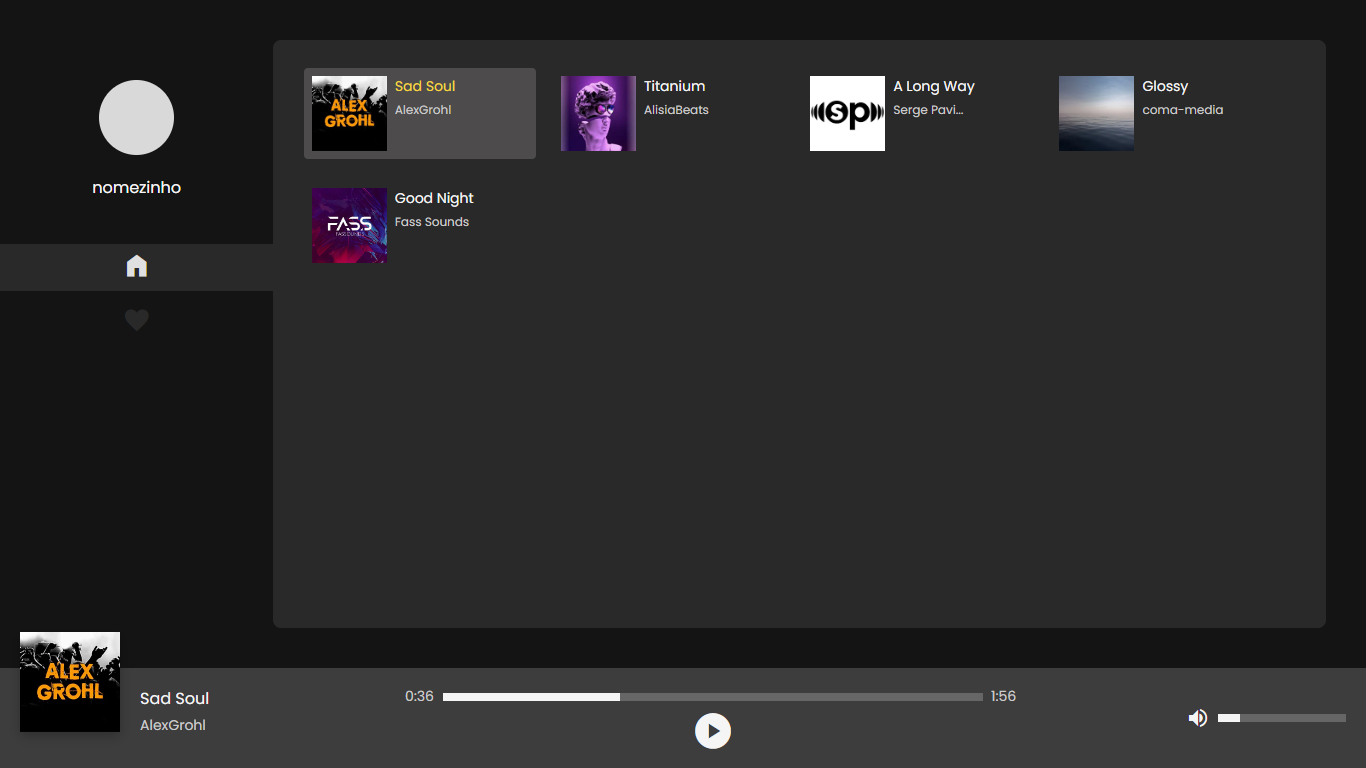 nomezinho
ALEX
GROHL
Sad Soul
AlexGrohl
Titanium
AlisiaBeats
sp
A Long Way
Serge Pavi...
Glossy
coma-media
FASS
Good Night
Fass Sounds
ALEX
GROHL
Sad Soul
AlexGrohl
0:36
1:56